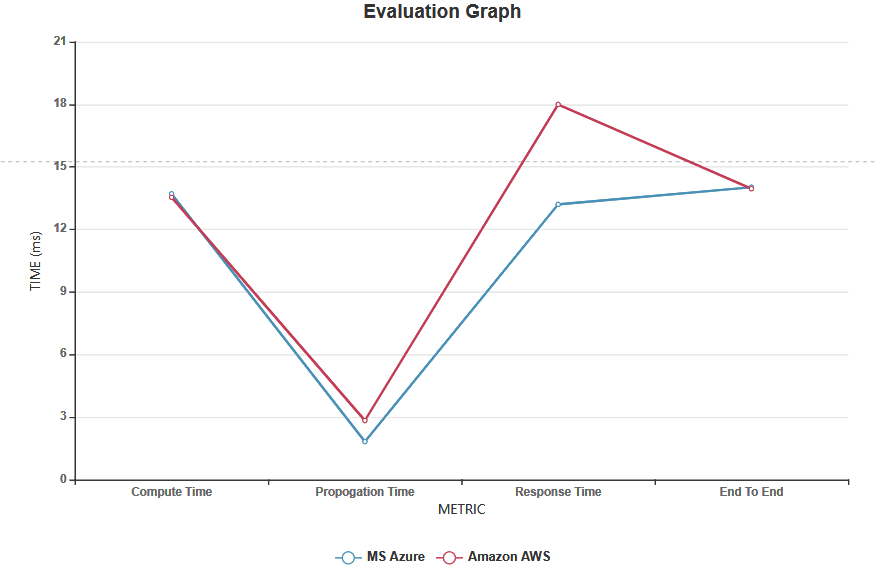 Evaluation Graph
21
18
15
12
9
6
3
0
TIME (ms)
Compute Time Propogation Time Response Time End To End
METRIC
MS Azure Amazon AWS